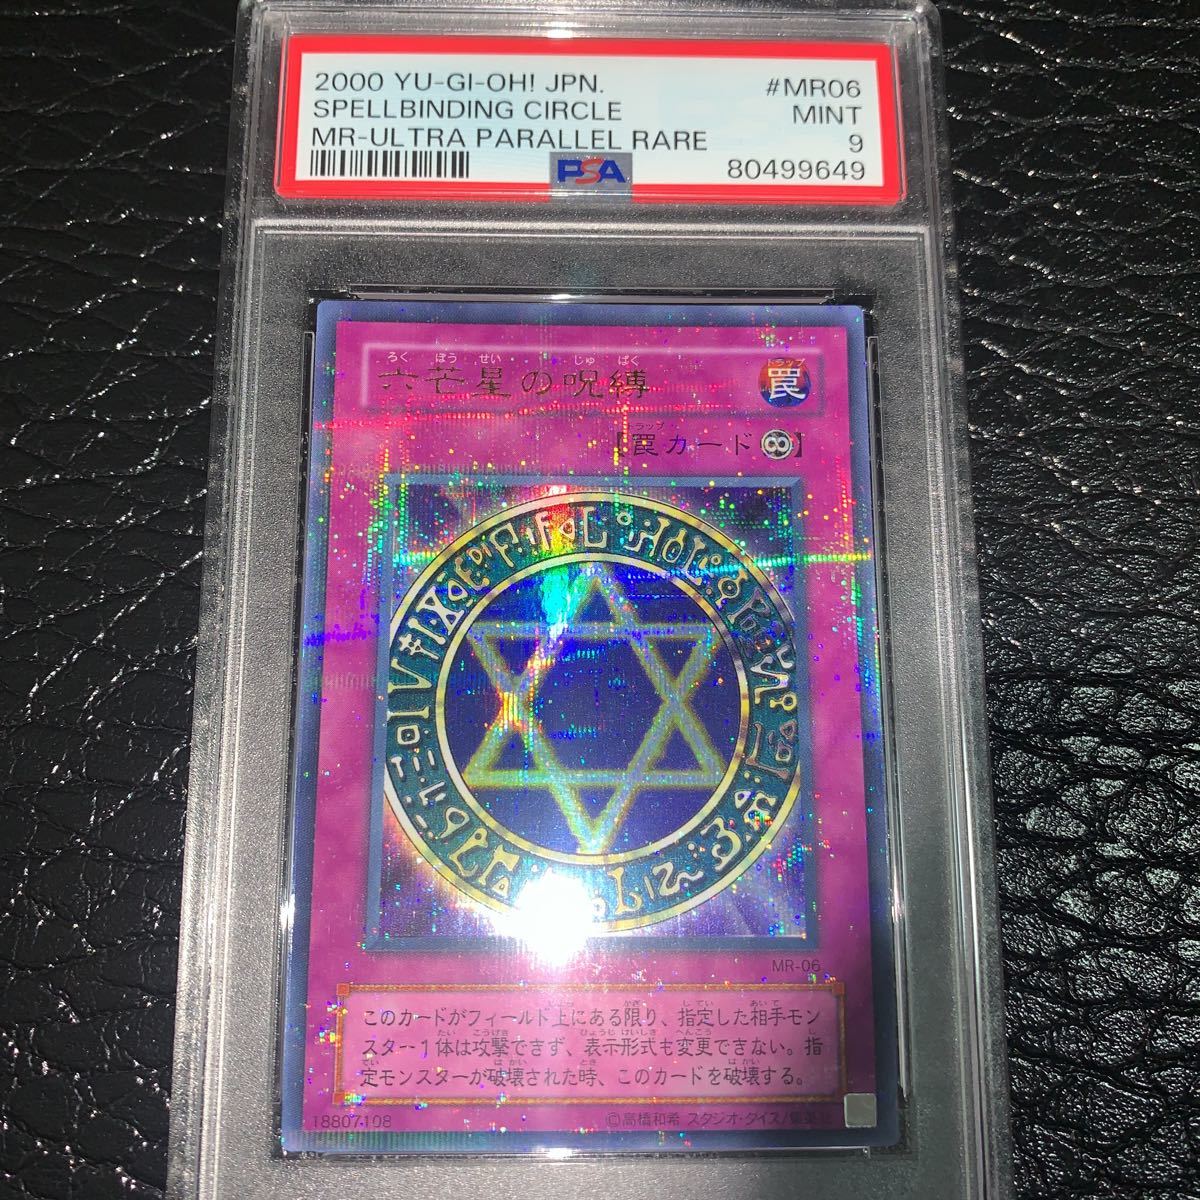 2000 YU-GI-OH! JPN. #MR06
SPELLBINDING CIRCLE MINT
MR-ULTRA PARALLEL RARE 9
PSA 80499649
ろくぼうせい じゅばく
六芒星の呪縛
トラップ
罠
トラップ
【罠カード∞】
MR-06
このカードがフィールド上にある限り、指定した相手モン
スター1体は攻撃できず、表示形式も変更できない。指
定モンスターが破壊された時、このカードを破壊する。
18807108 ©高橋和希 スタジオ・ダイス/集英社